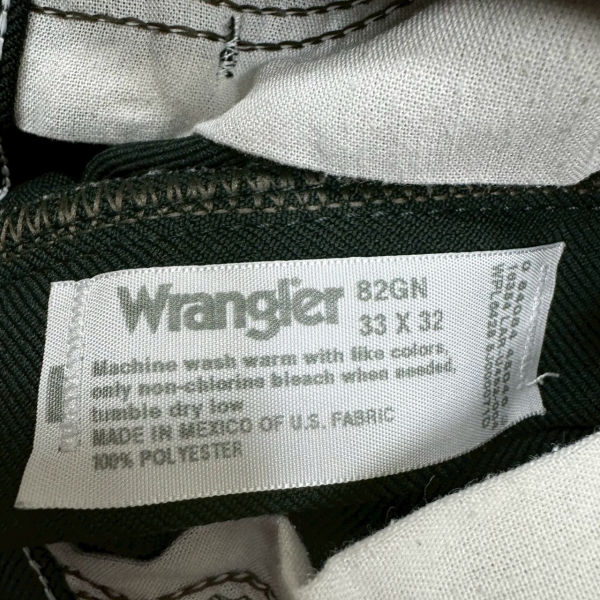 Wrangler 82GN
33 X 32
Machine wash warm with like colors,
only non-chlorine bleach when needed,
tumble dry low
MADE IN MEXICO OF U.S. FABRIC
100% POLYESTER